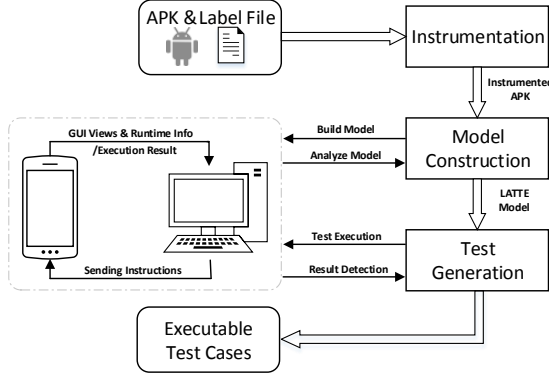 APK & Label File
Instrumentation
Instrumented
APK
GUI Views & Runtime Info
/Execution Result
Build Model
Analyze Model
Model
Construction
LATTE
Model
Test Execution
Result Detection
Test
Generation
Sending Instructions
Executable
Test Cases